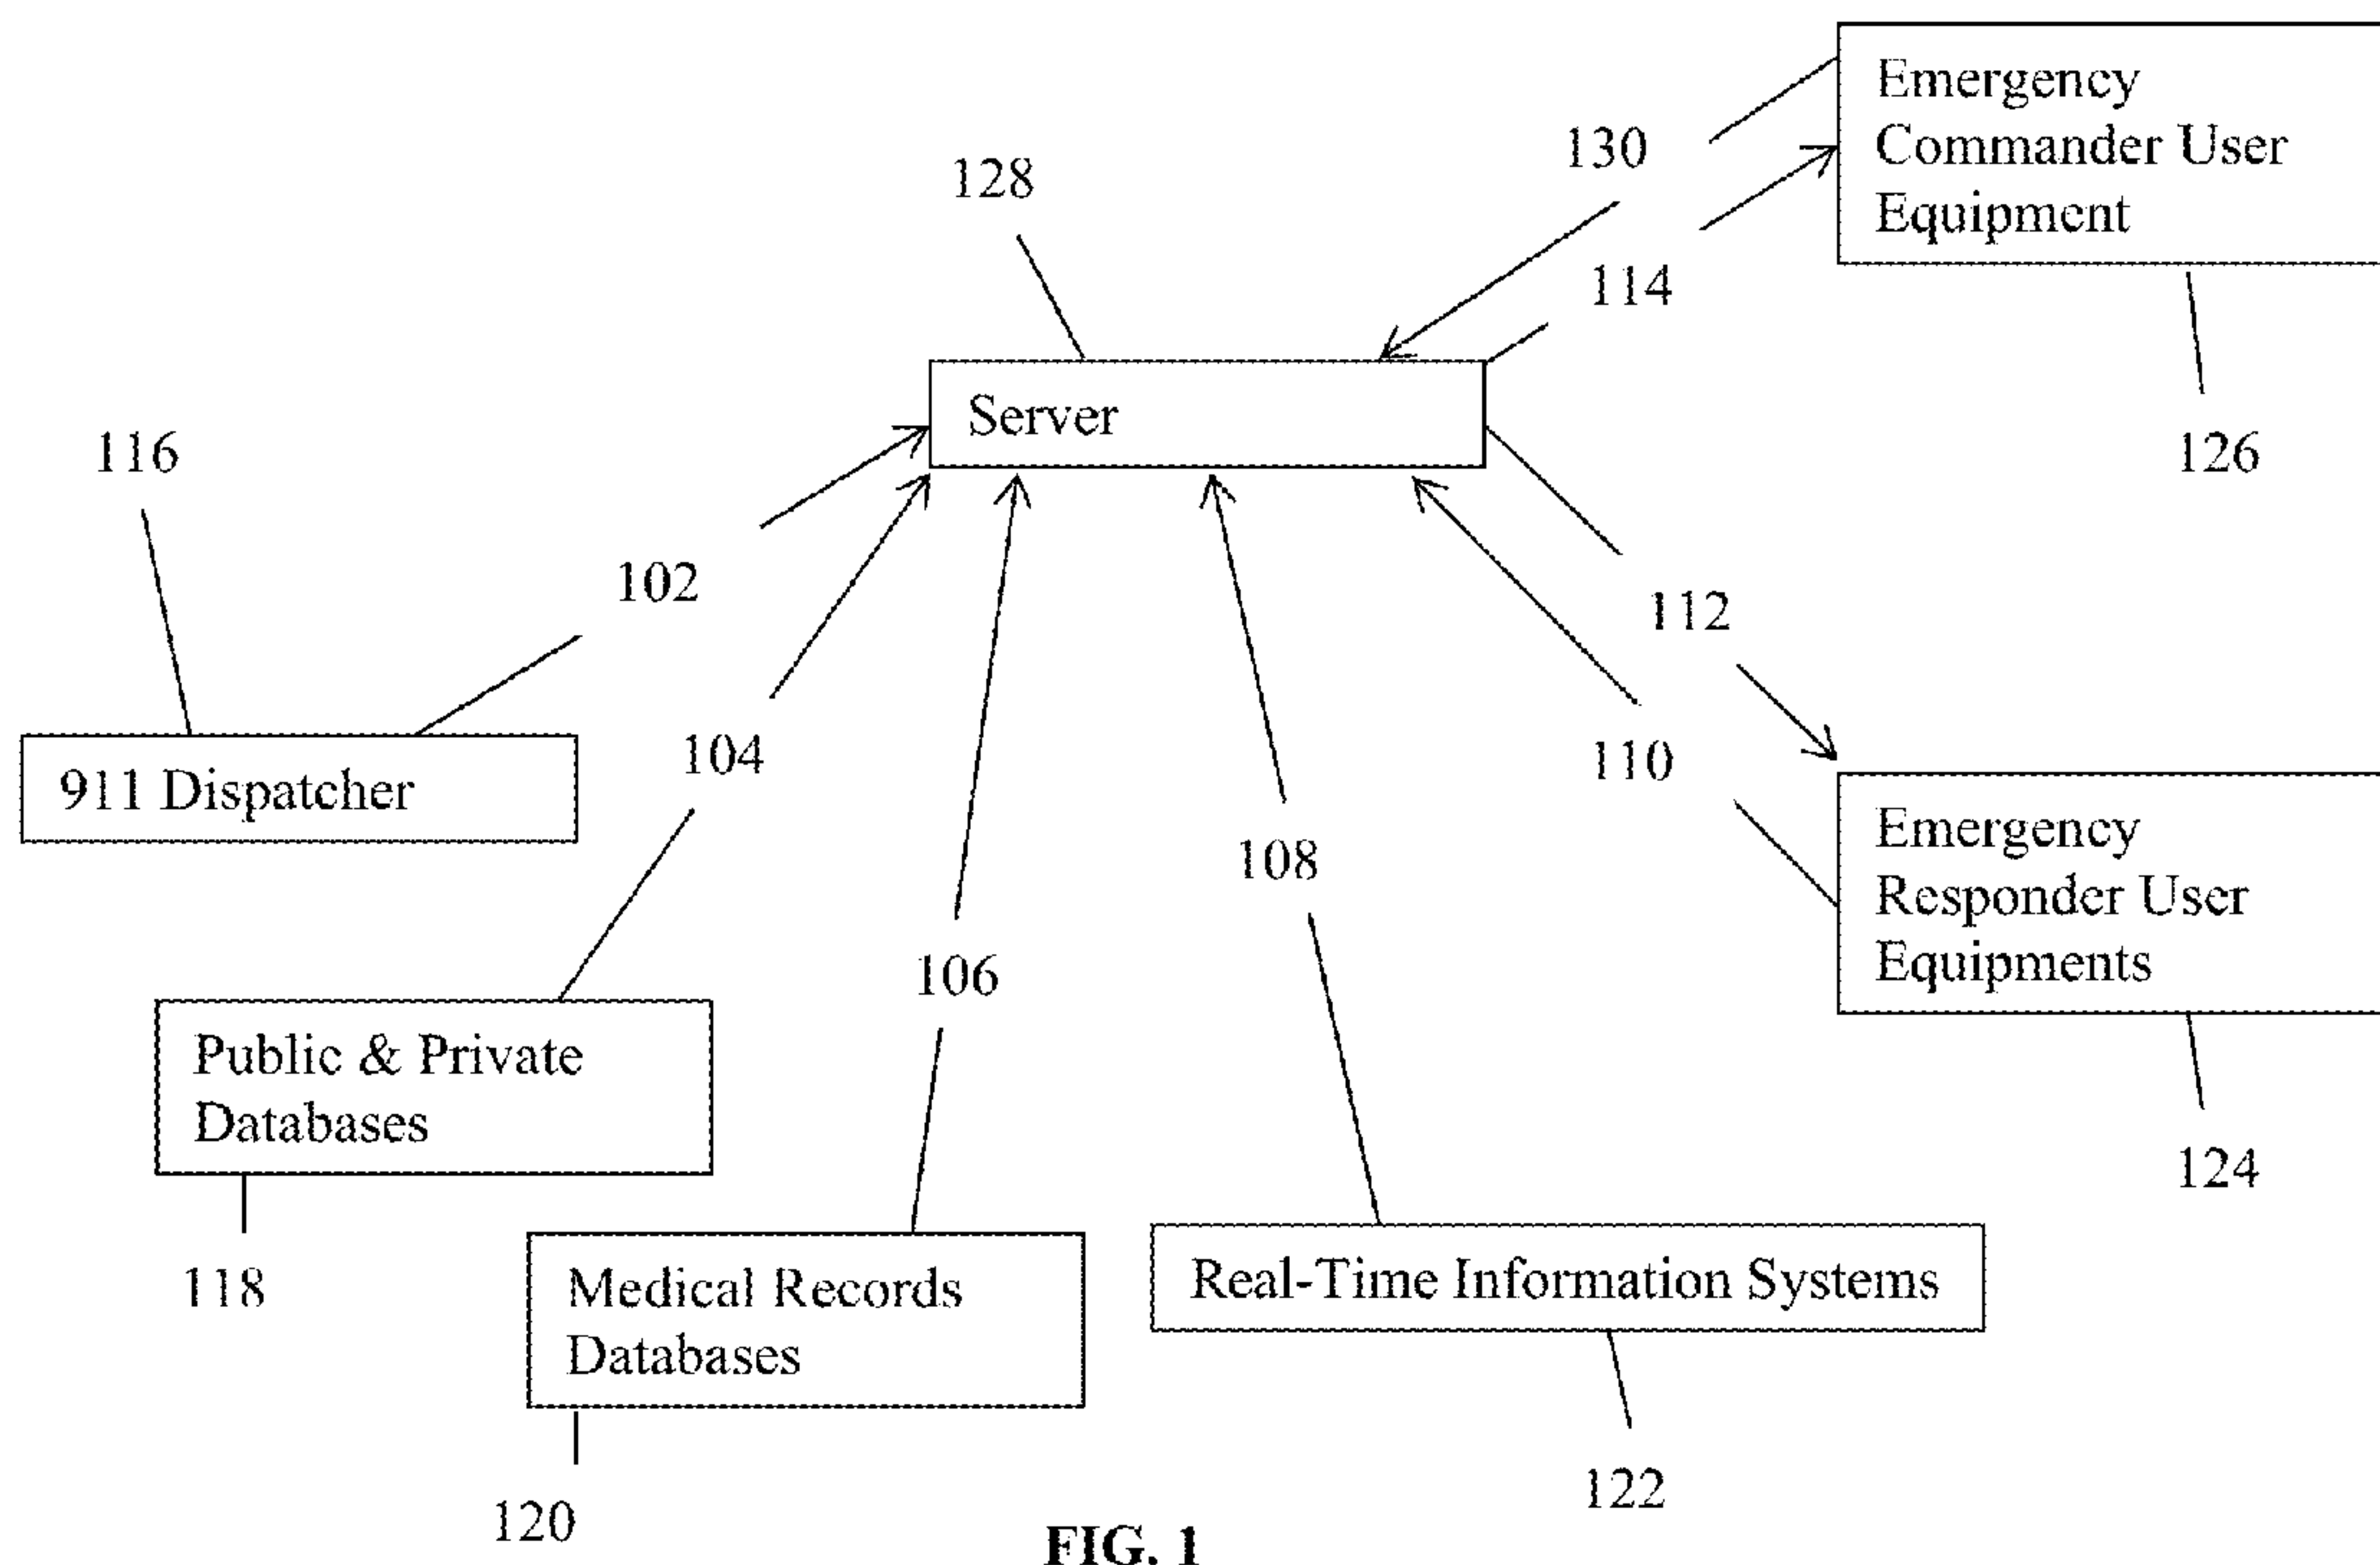 Emergency
Commander User
Equipment
130
128
114
Server
116
126
102
112
104
110
911 Dispatcher
108
Emergency
Responder User
Equipments
106
Public & Private
Databases
124
118
Medical Records
Databases
Real-Time Information Systems
122
120
FIG. 1